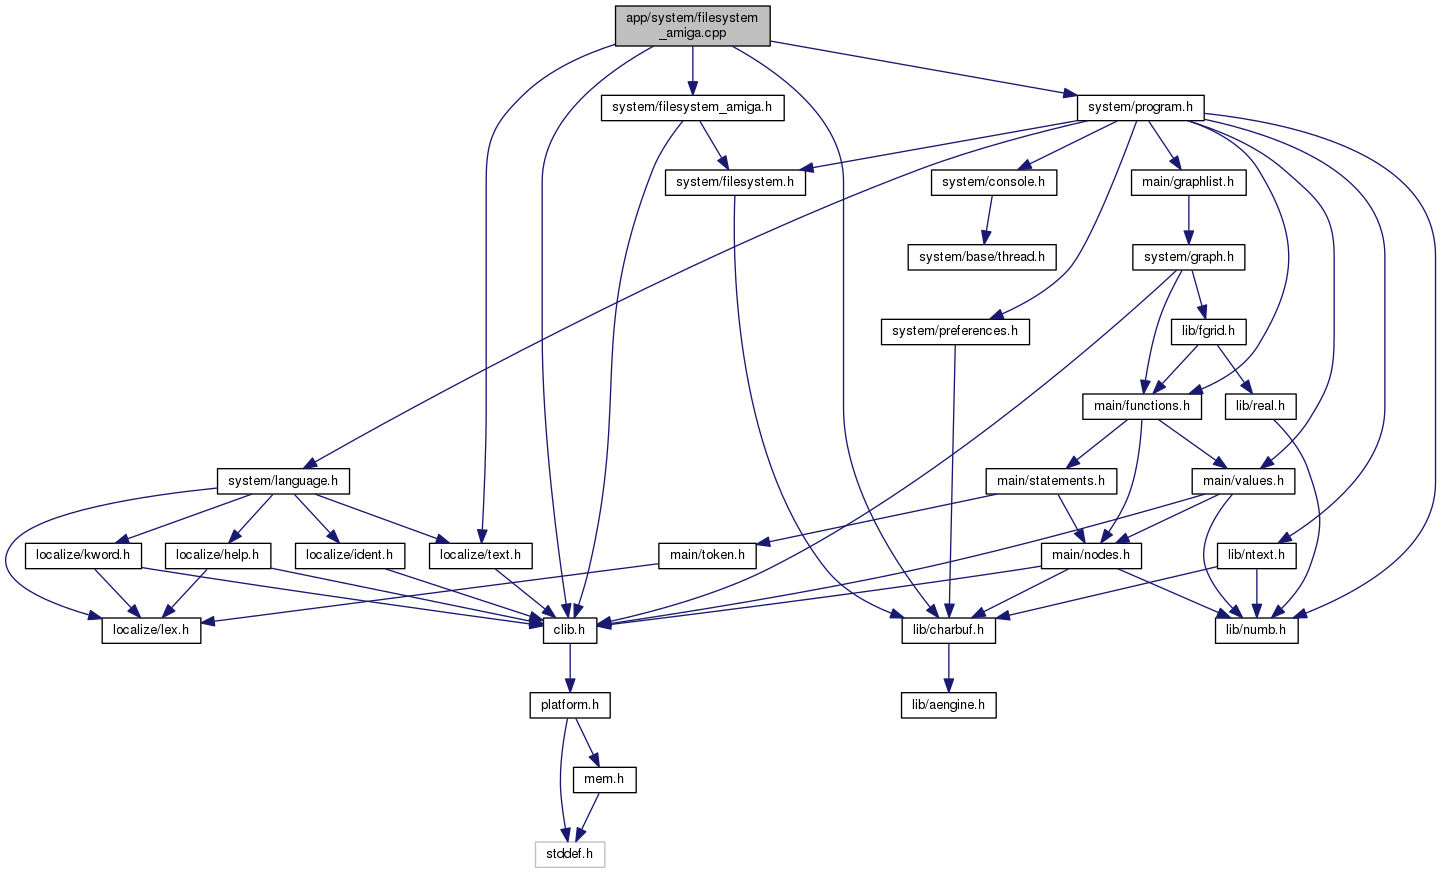 app/system/filesystem
_amiga.cpp
system/filesystem_amiga.h
system/program.h
system/filesystem.h
system/console.h
main/graphlist.h
system/base/thread.h
system/graph.h
system/preferences.h
lib/fgrid.h
main/functions.h
lib/real.h
system/language.h
main/statements.h
main/values.h
localize/kword.h
localize/help.h
localize/ident.h
localize/text.h
main/token.h
main/nodes.h
lib/ntext.h
localize/lex.h
clib.h
lib/charbuf.h
lib/numb.h
platform.h
lib/aengine.h
mem.h
stddef.h